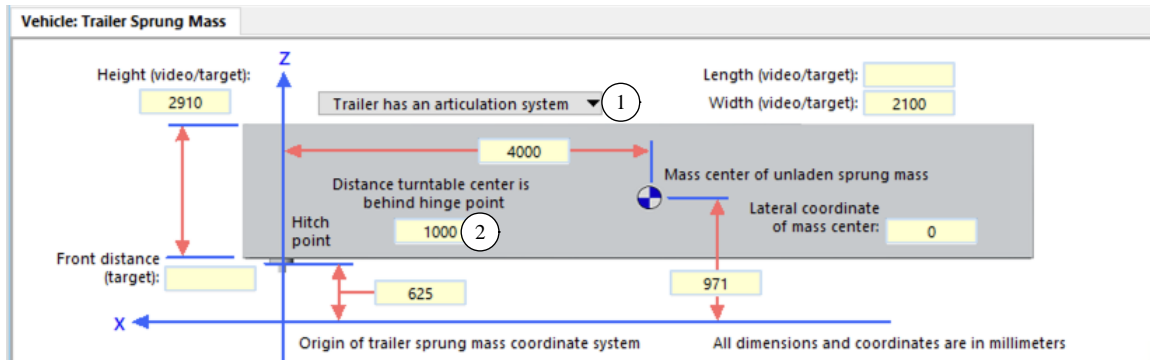 Vehicle: Trailer Sprung Mass
Z
Height (video/target):
2910
Trailer has an articulation system
1
Length (video/target):
Width (video/target):
2100
4000
Distance turntable center is
behind hinge point
1000
2
Mass center of unladen sprung mass
Lateral coordinate
of mass center:
0
Hitch
point
Front distance
(target):
625
971
X
Origin of trailer sprung mass coordinate system
All dimensions and coordinates are in millimeters